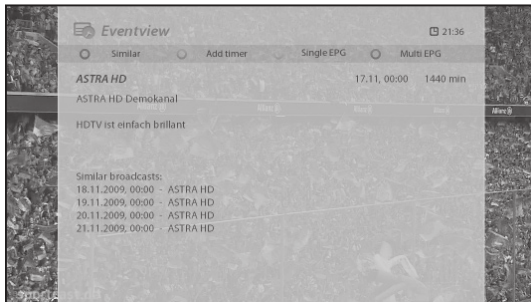 Eventview 21:36
Similar Add timer Single EPG Multi EPG
ASTRA HD 17.11, 00:00 1440 min
ASTRA HD Demokanal
HDTV ist einfach brillant
Similar broadcasts:
18.11.2009, 00:00 - ASTRA HD
19.11.2009, 00:00 - ASTRA HD
20.11.2009, 00:00 - ASTRA HD
21.11.2009, 00:00 - ASTRA HD
Allianz